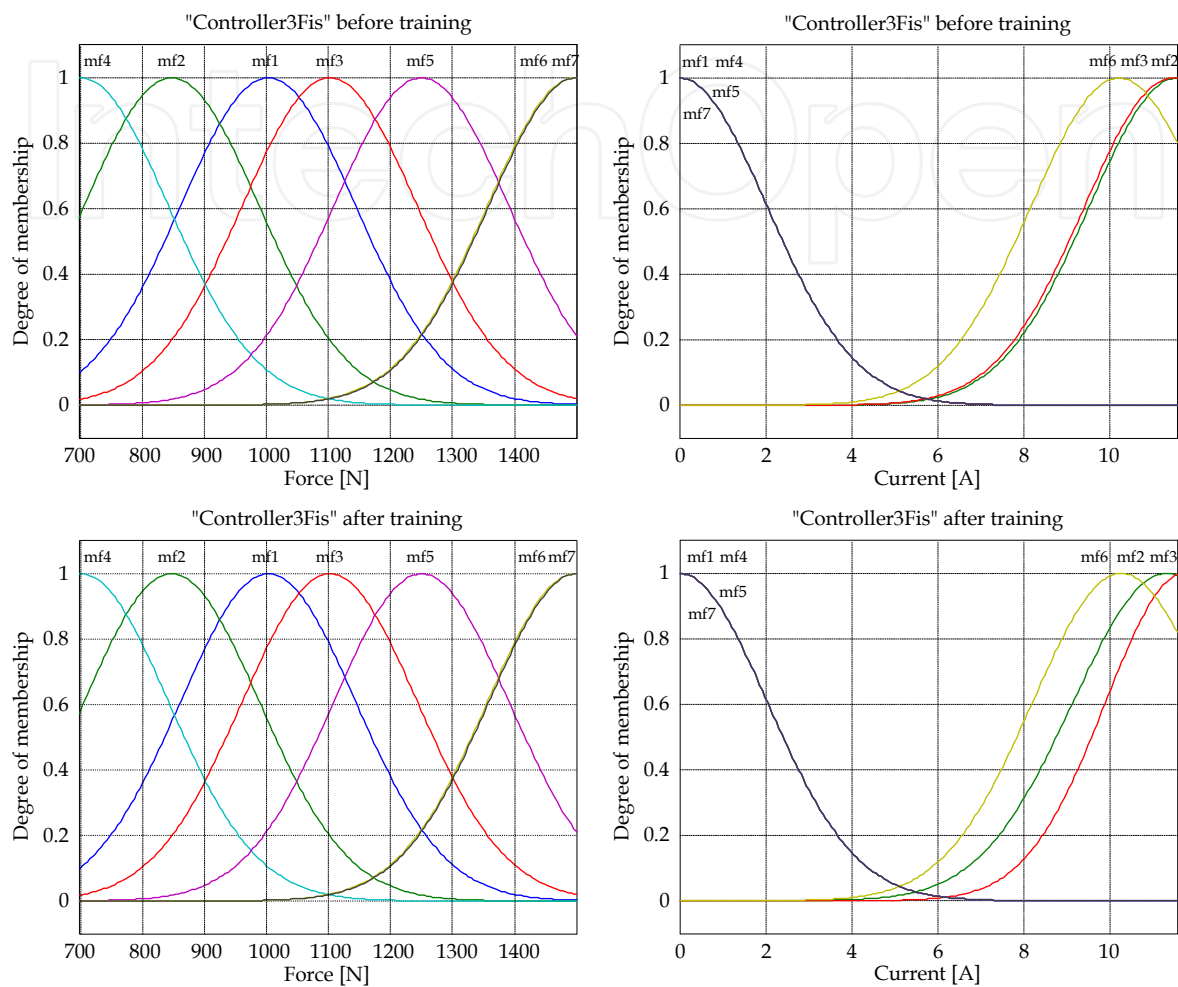 "Controller3Fis" before training
mf4 mf2 mf1 mf3 mf5 mf6 mf7
1
0.8
0.6
0.4
0.2
0
Degree of membership
700 800 900 1000 1100 1200 1300 1400
Force [N]
"Controller3Fis" before training
mf1 mf4 mf6 mf3 mf2
mf5
mf7
1
0.8
0.6
0.4
0.2
0
Degree of membership
0 2 4 6 8 10
Current [A]
"Controller3Fis" after training
mf4 mf2 mf1 mf3 mf5 mf6 mf7
1
0.8
0.6
0.4
0.2
0
Degree of membership
700 800 900 1000 1100 1200 1300 1400
Force [N]
"Controller3Fis" after training
mf1 mf4 mf6 mf2 mf3
mf5
mf7
1
0.8
0.6
0.4
0.2
0
Degree of membership
0 2 4 6 8 10
Current [A]
IntechOpen